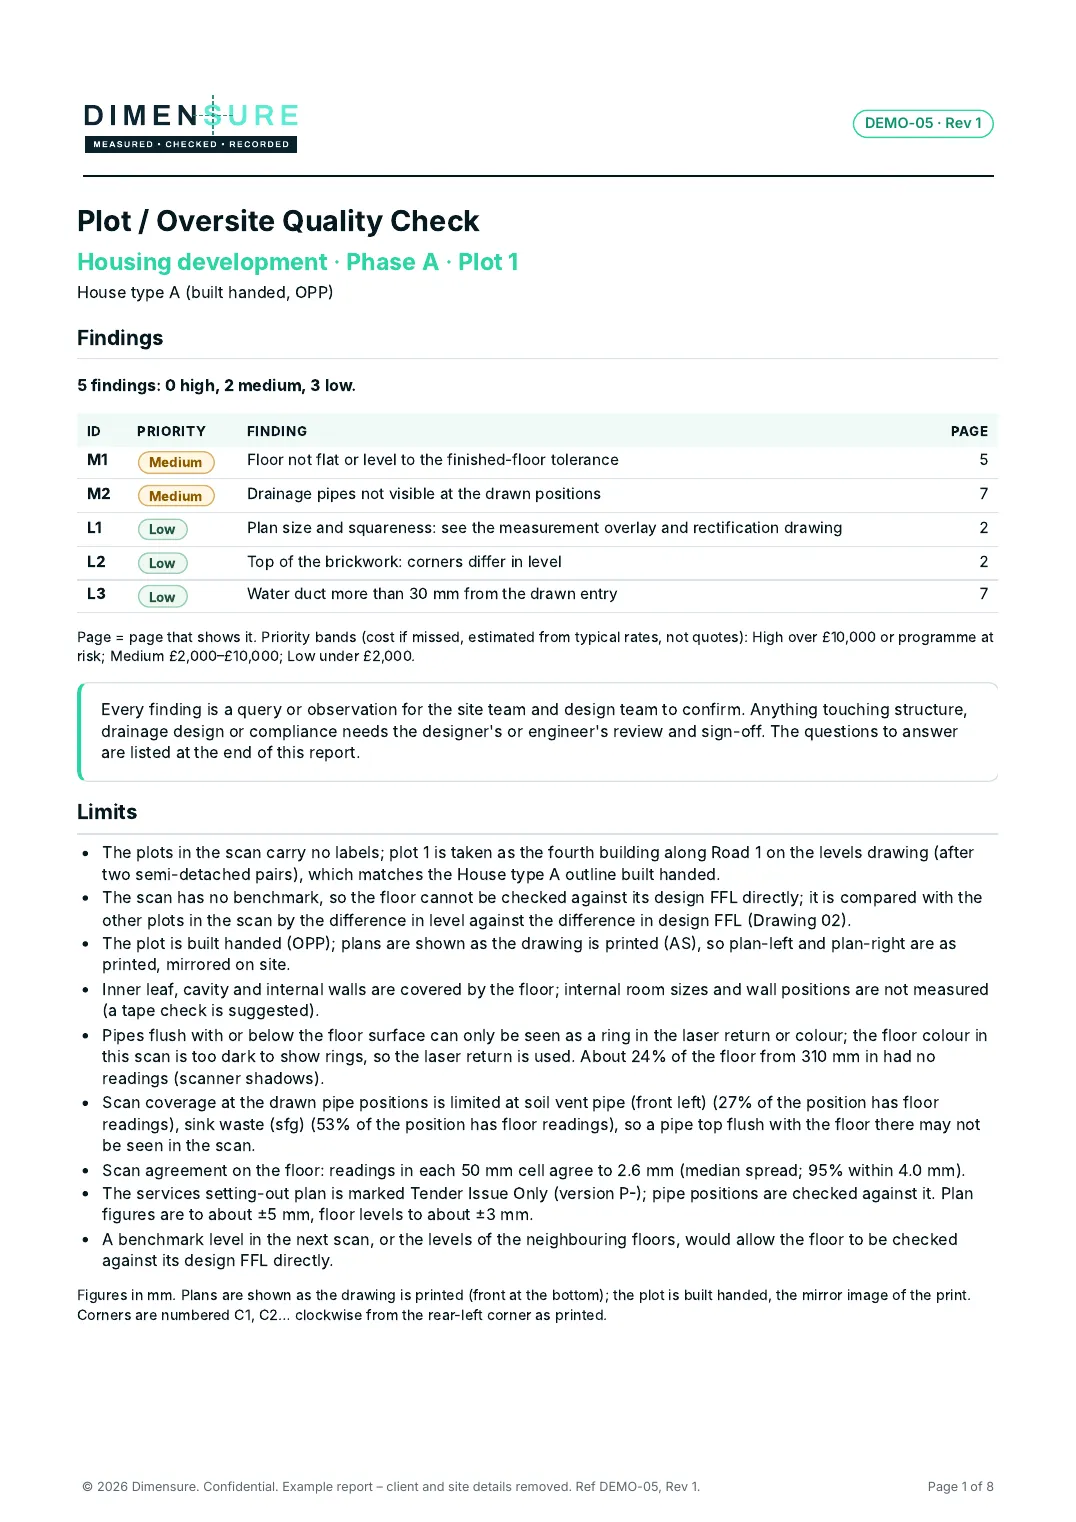 DIMENSURE
MEASURED • CHECKED • RECORDED
DEMO-05 · Rev 1
Plot / Oversite Quality Check
Housing development · Phase A · Plot 1
House type A (built handed, OPP)
Findings
5 findings: 0 high, 2 medium, 3 low.
ID PRIORITY FINDING PAGE
M1 Medium Floor not flat or level to the finished-floor tolerance 5
M2 Medium Drainage pipes not visible at the drawn positions 7
L1 Low Plan size and squareness: see the measurement overlay and rectification drawing 2
L2 Low Top of the brickwork: corners differ in level 2
L3 Low Water duct more than 30 mm from the drawn entry 7
Page = page that shows it. Priority bands (cost if missed, estimated from typical rates, not quotes): High over £10,000 or programme at
risk; Medium £2,000–£10,000; Low under £2,000.
Every finding is a query or observation for the site team and design team to confirm. Anything touching structure,
drainage design or compliance needs the designer's or engineer's review and sign-off. The questions to answer
are listed at the end of this report.
Limits
• The plots in the scan carry no labels; plot 1 is taken as the fourth building along Road 1 on the levels drawing (after
two semi-detached pairs), which matches the House type A outline built handed.
• The scan has no benchmark, so the floor cannot be checked against its design FFL directly; it is compared with the
other plots in the scan by the difference in level against the difference in design FFL (Drawing 02).
• The plot is built handed (OPP); plans are shown as the drawing is printed (AS), so plan-left and plan-right are as
printed, mirrored on site.
• Inner leaf, cavity and internal walls are covered by the floor; internal room sizes and wall positions are not measured
(a tape check is suggested).
• Pipes flush with or below the floor surface can only be seen as a ring in the laser return or colour; the floor colour in
this scan is too dark to show rings, so the laser return is used. About 24% of the floor from 310 mm in had no
readings (scanner shadows).
• Scan coverage at the drawn pipe positions is limited at soil vent pipe (front left) (27% of the position has floor
readings), sink waste (sfg) (53% of the position has floor readings), so a pipe top flush with the floor there may not
be seen in the scan.
• Scan agreement on the floor: readings in each 50 mm cell agree to 2.6 mm (median spread; 95% within 4.0 mm).
• The services setting-out plan is marked Tender Issue Only (version P-); pipe positions are checked against it. Plan
figures are to about ±5 mm, floor levels to about ±3 mm.
• A benchmark level in the next scan, or the levels of the neighbouring floors, would allow the floor to be checked
against its design FFL directly.
Figures in mm. Plans are shown as the drawing is printed (front at the bottom); the plot is built handed, the mirror image of the print.
Corners are numbered C1, C2... clockwise from the rear-left corner as printed.
© 2026 Dimensure. Confidential. Example report – client and site details removed. Ref DEMO-05, Rev 1.
Page 1 of 8